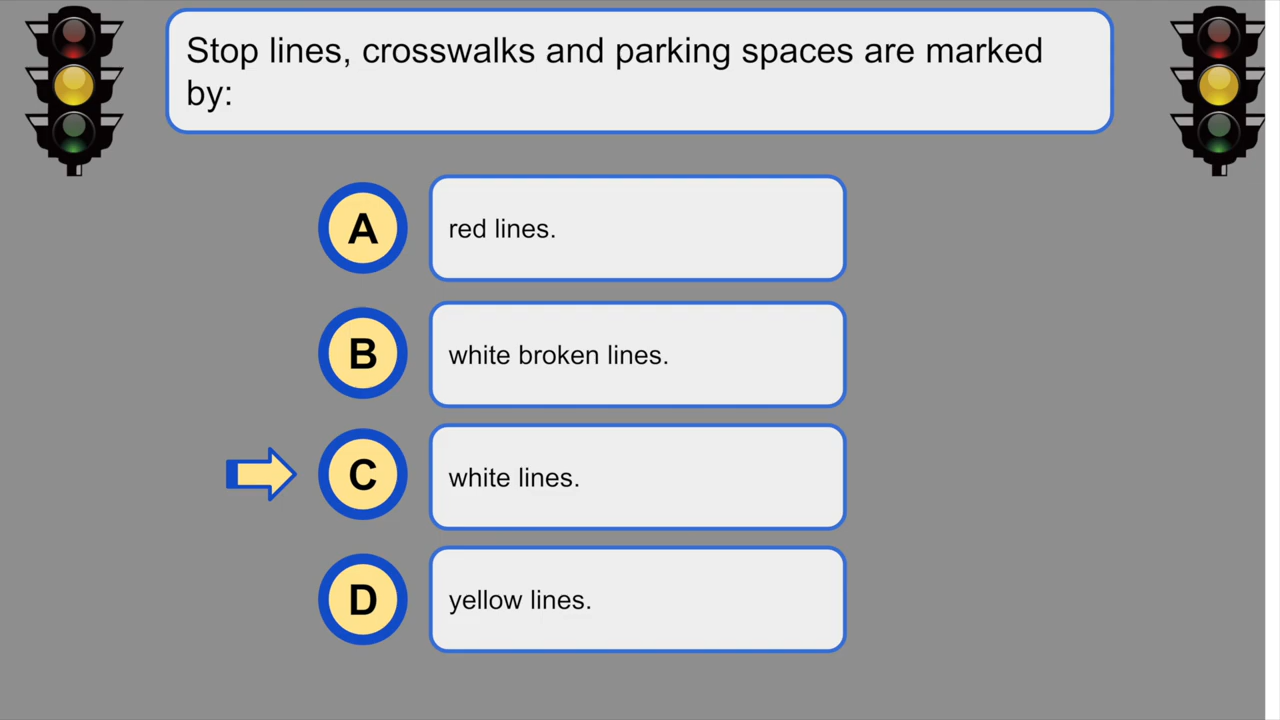 Stop lines, crosswalks and parking spaces are marked
by:
A
red lines.
B
white broken lines.
C
white lines.
D
yellow lines.